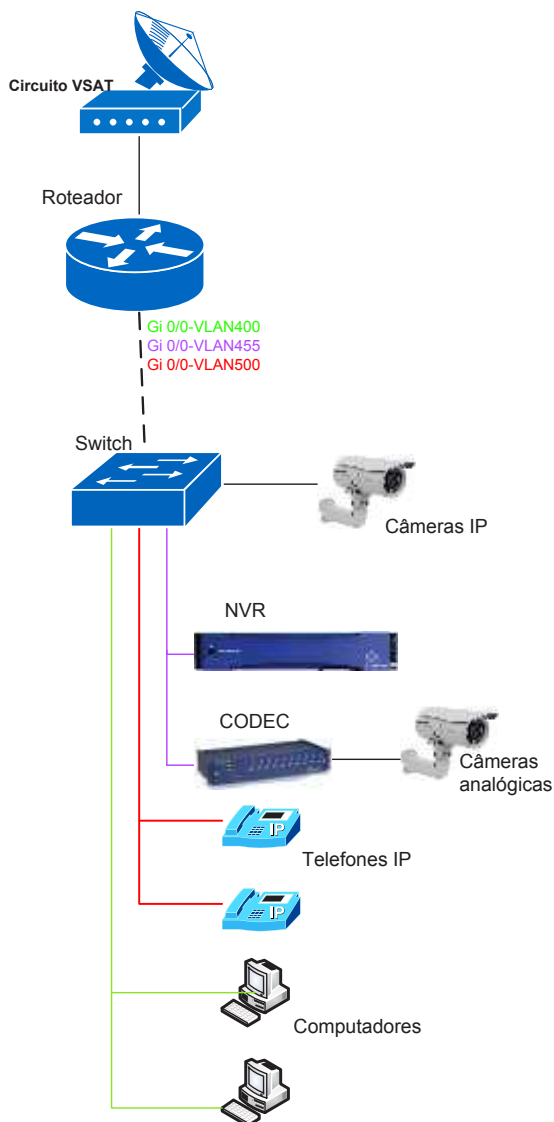 Circuito VSAT
Roteador
Gi 0/0-VLAN400
Gi 0/0-VLAN455
Gi 0/0-VLAN500
Switch
Câmeras IP
NVR
CODEC
Câmeras
analógicas
IP
Telefones IP
IP
Computadores